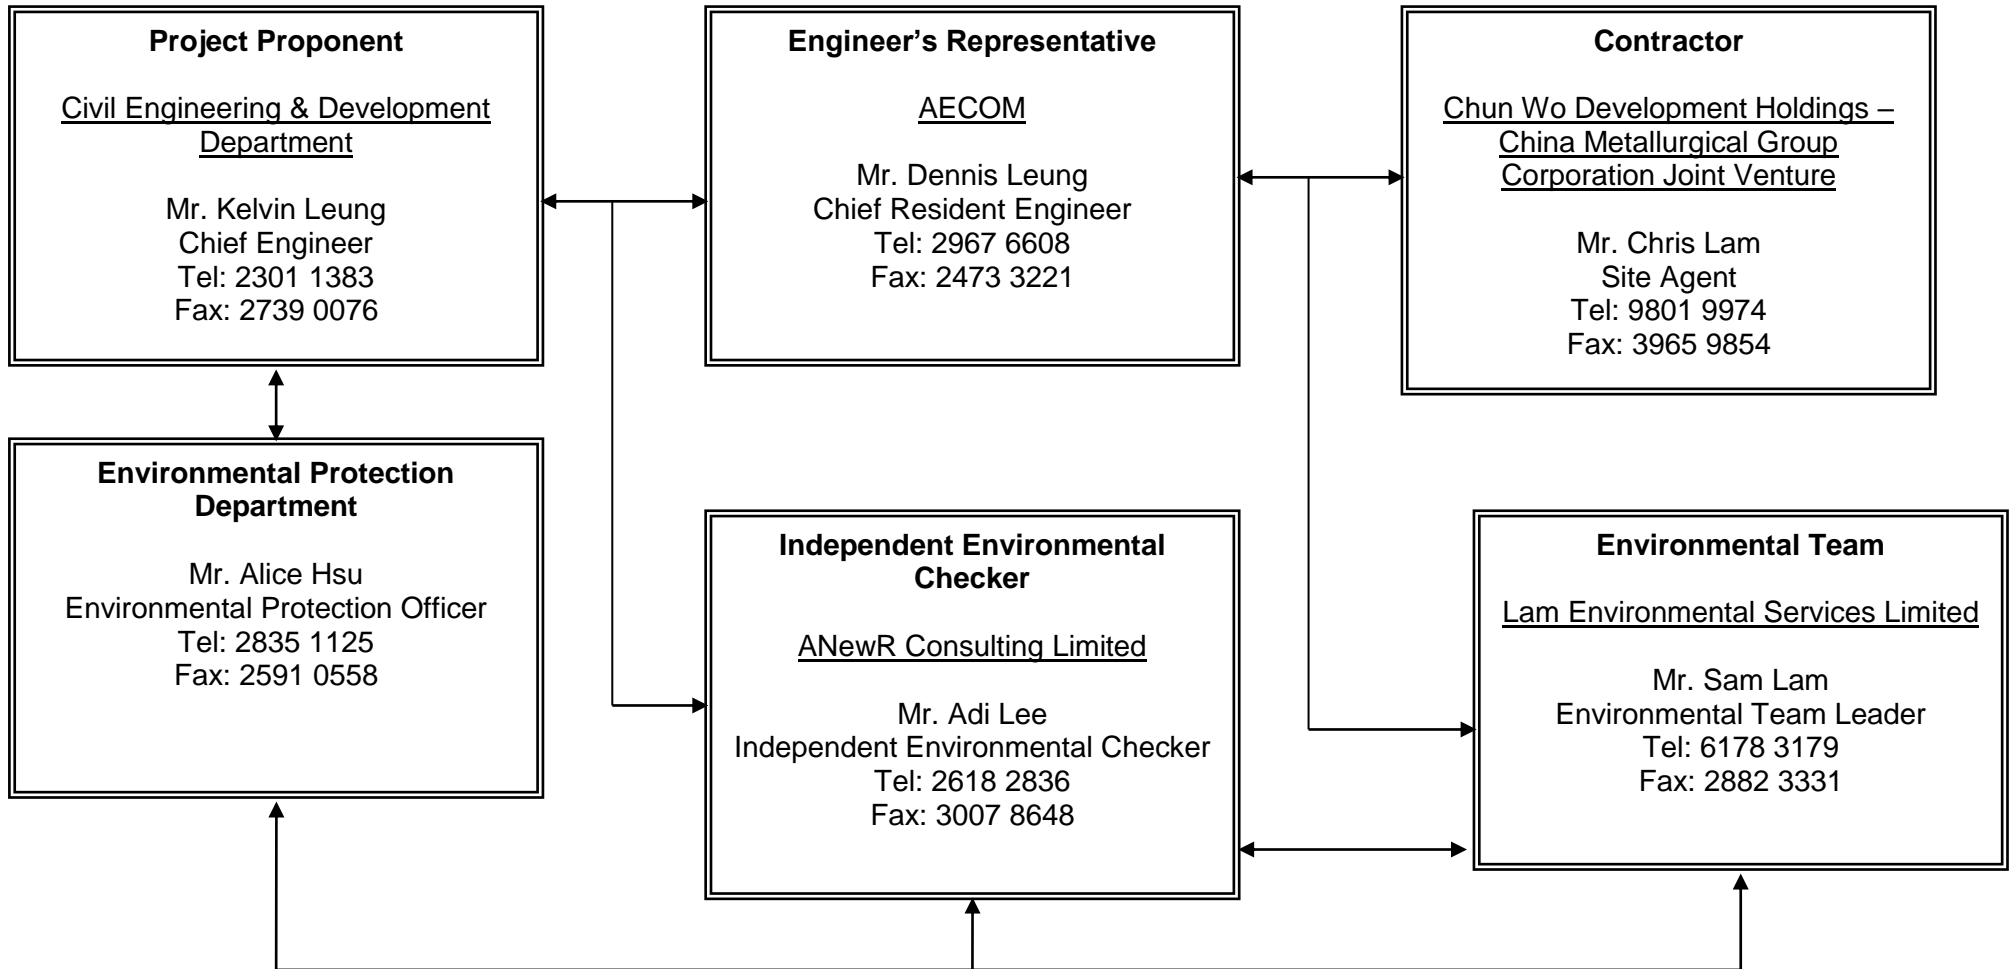 Project Proponent
Civil Engineering & Development
Department
Mr. Kelvin Leung
Chief Engineer
Tel: 2301 1383
Fax: 2739 0076
Engineer’s Representative
AECOM
Mr. Dennis Leung
Chief Resident Engineer
Tel: 2967 6608
Fax: 2473 3221
Contractor
Chun Wo Development Holdings –
China Metallurgical Group
Corporation Joint Venture
Mr. Chris Lam
Site Agent
Tel: 9801 9974
Fax: 3965 9854
Environmental Protection
Department
Mr. Alice Hsu
Environmental Protection Officer
Tel: 2835 1125
Fax: 2591 0558
Independent Environmental
Checker
ANewR Consulting Limited
Mr. Adi Lee
Independent Environmental Checker
Tel: 2618 2836
Fax: 3007 8648
Environmental Team
Lam Environmental Services Limited
Mr. Sam Lam
Environmental Team Leader
Tel: 6178 3179
Fax: 2882 3331